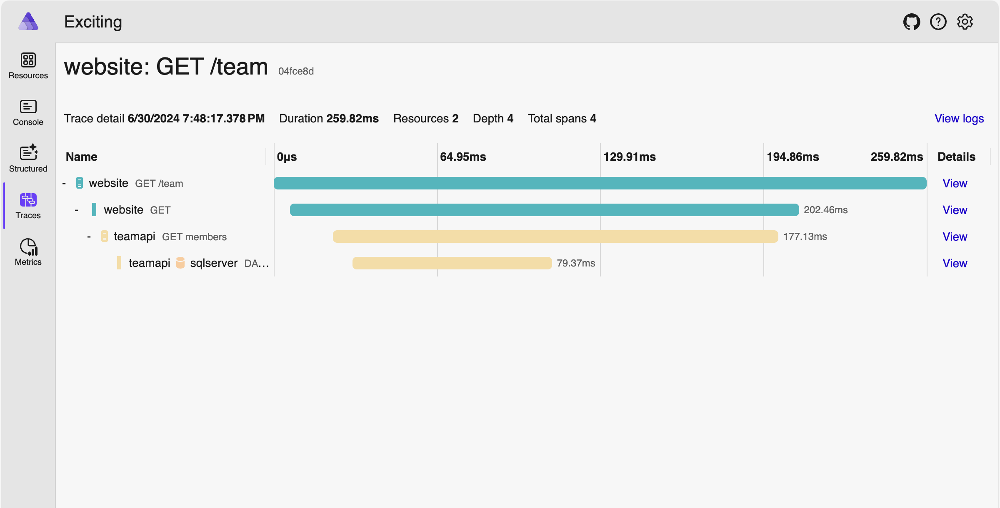 Exciting
Resources
Console
Structured
Traces
Metrics
website: GET /team 04fce8d
Trace detail 6/30/2024 7:48:17.378 PM Duration 259.82ms Resources 2 Depth 4 Total spans 4 View logs
Name 0µs 64.95ms 129.91ms 194.86ms 259.82ms Details
- website GET /team View
- website GET 202.46ms View
- teamapi GET members 177.13ms View
teamapi sqlserver DA... 79.37ms View